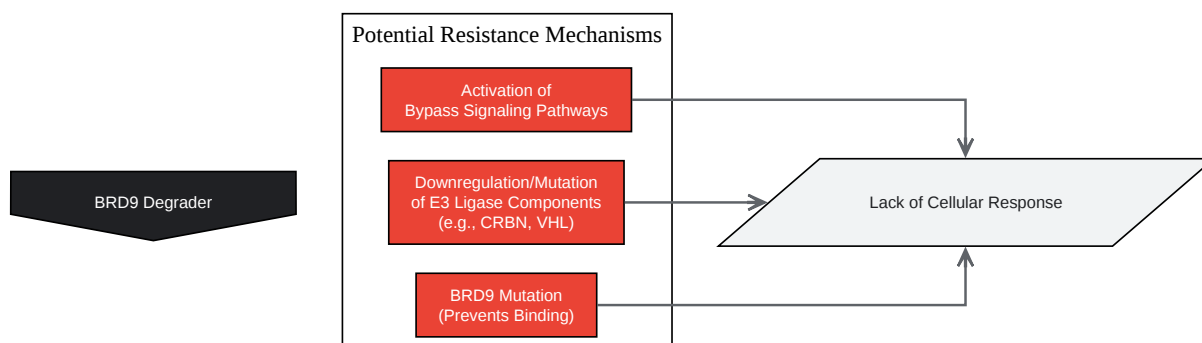 Potential Resistance Mechanisms
Activation of
Bypass Signaling Pathways
BRD9 Degrader
Downregulation/Mutation
of E3 Ligase Components
(e.g., CRBN, VHL)
Lack of Cellular Response
BRD9 Mutation
(Prevents Binding)